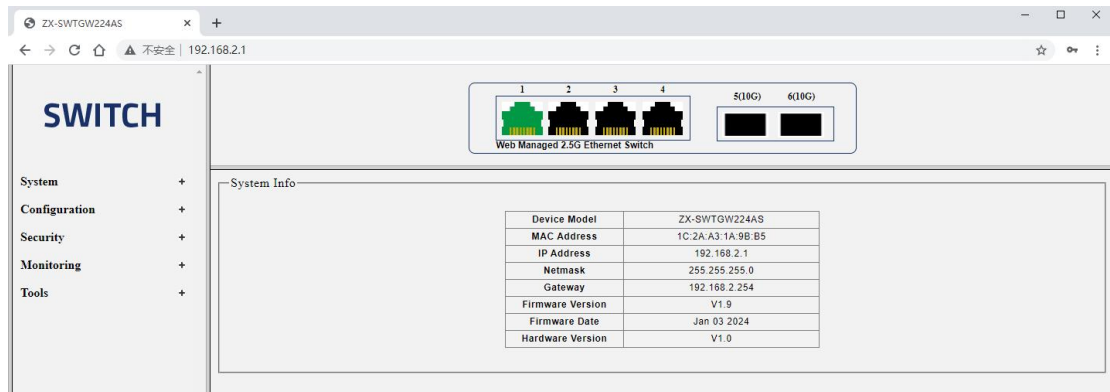 ZX-SWTGW224AS
不安全 | 192.168.2.1
SWITCH
System +
Configuration +
Security +
Monitoring +
Tools +
1 2 3 4 5(10G) 6(10G)
Web Managed 2.5G Ethernet Switch
System Info
Device Model ZX-SWTGW224AS
MAC Address 1C:2A:A3:1A:9B:B5
IP Address 192.168.2.1
Netmask 255.255.255.0
Gateway 192.168.2.254
Firmware Version V1.9
Firmware Date Jan 03 2024
Hardware Version V1.0